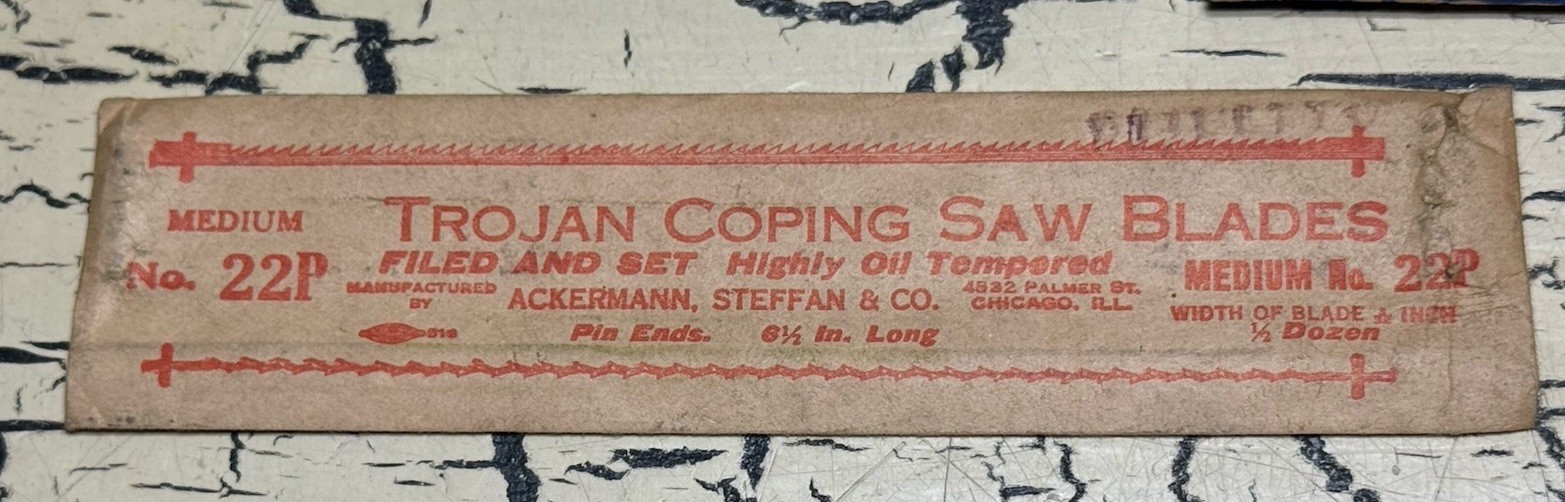 TROJAN COPING SAW BLADES
MEDIUM
No. 22P
FILED AND SET Highly Oil Tempered
MANUFACTURED BY ACKERMANN, STEFFAN & CO. 4532 PALMER ST. CHICAGO, ILL.
Pin Ends. 6½ In. Long
MEDIUM No. 22P
WIDTH OF BLADE INCH
½ Dozen